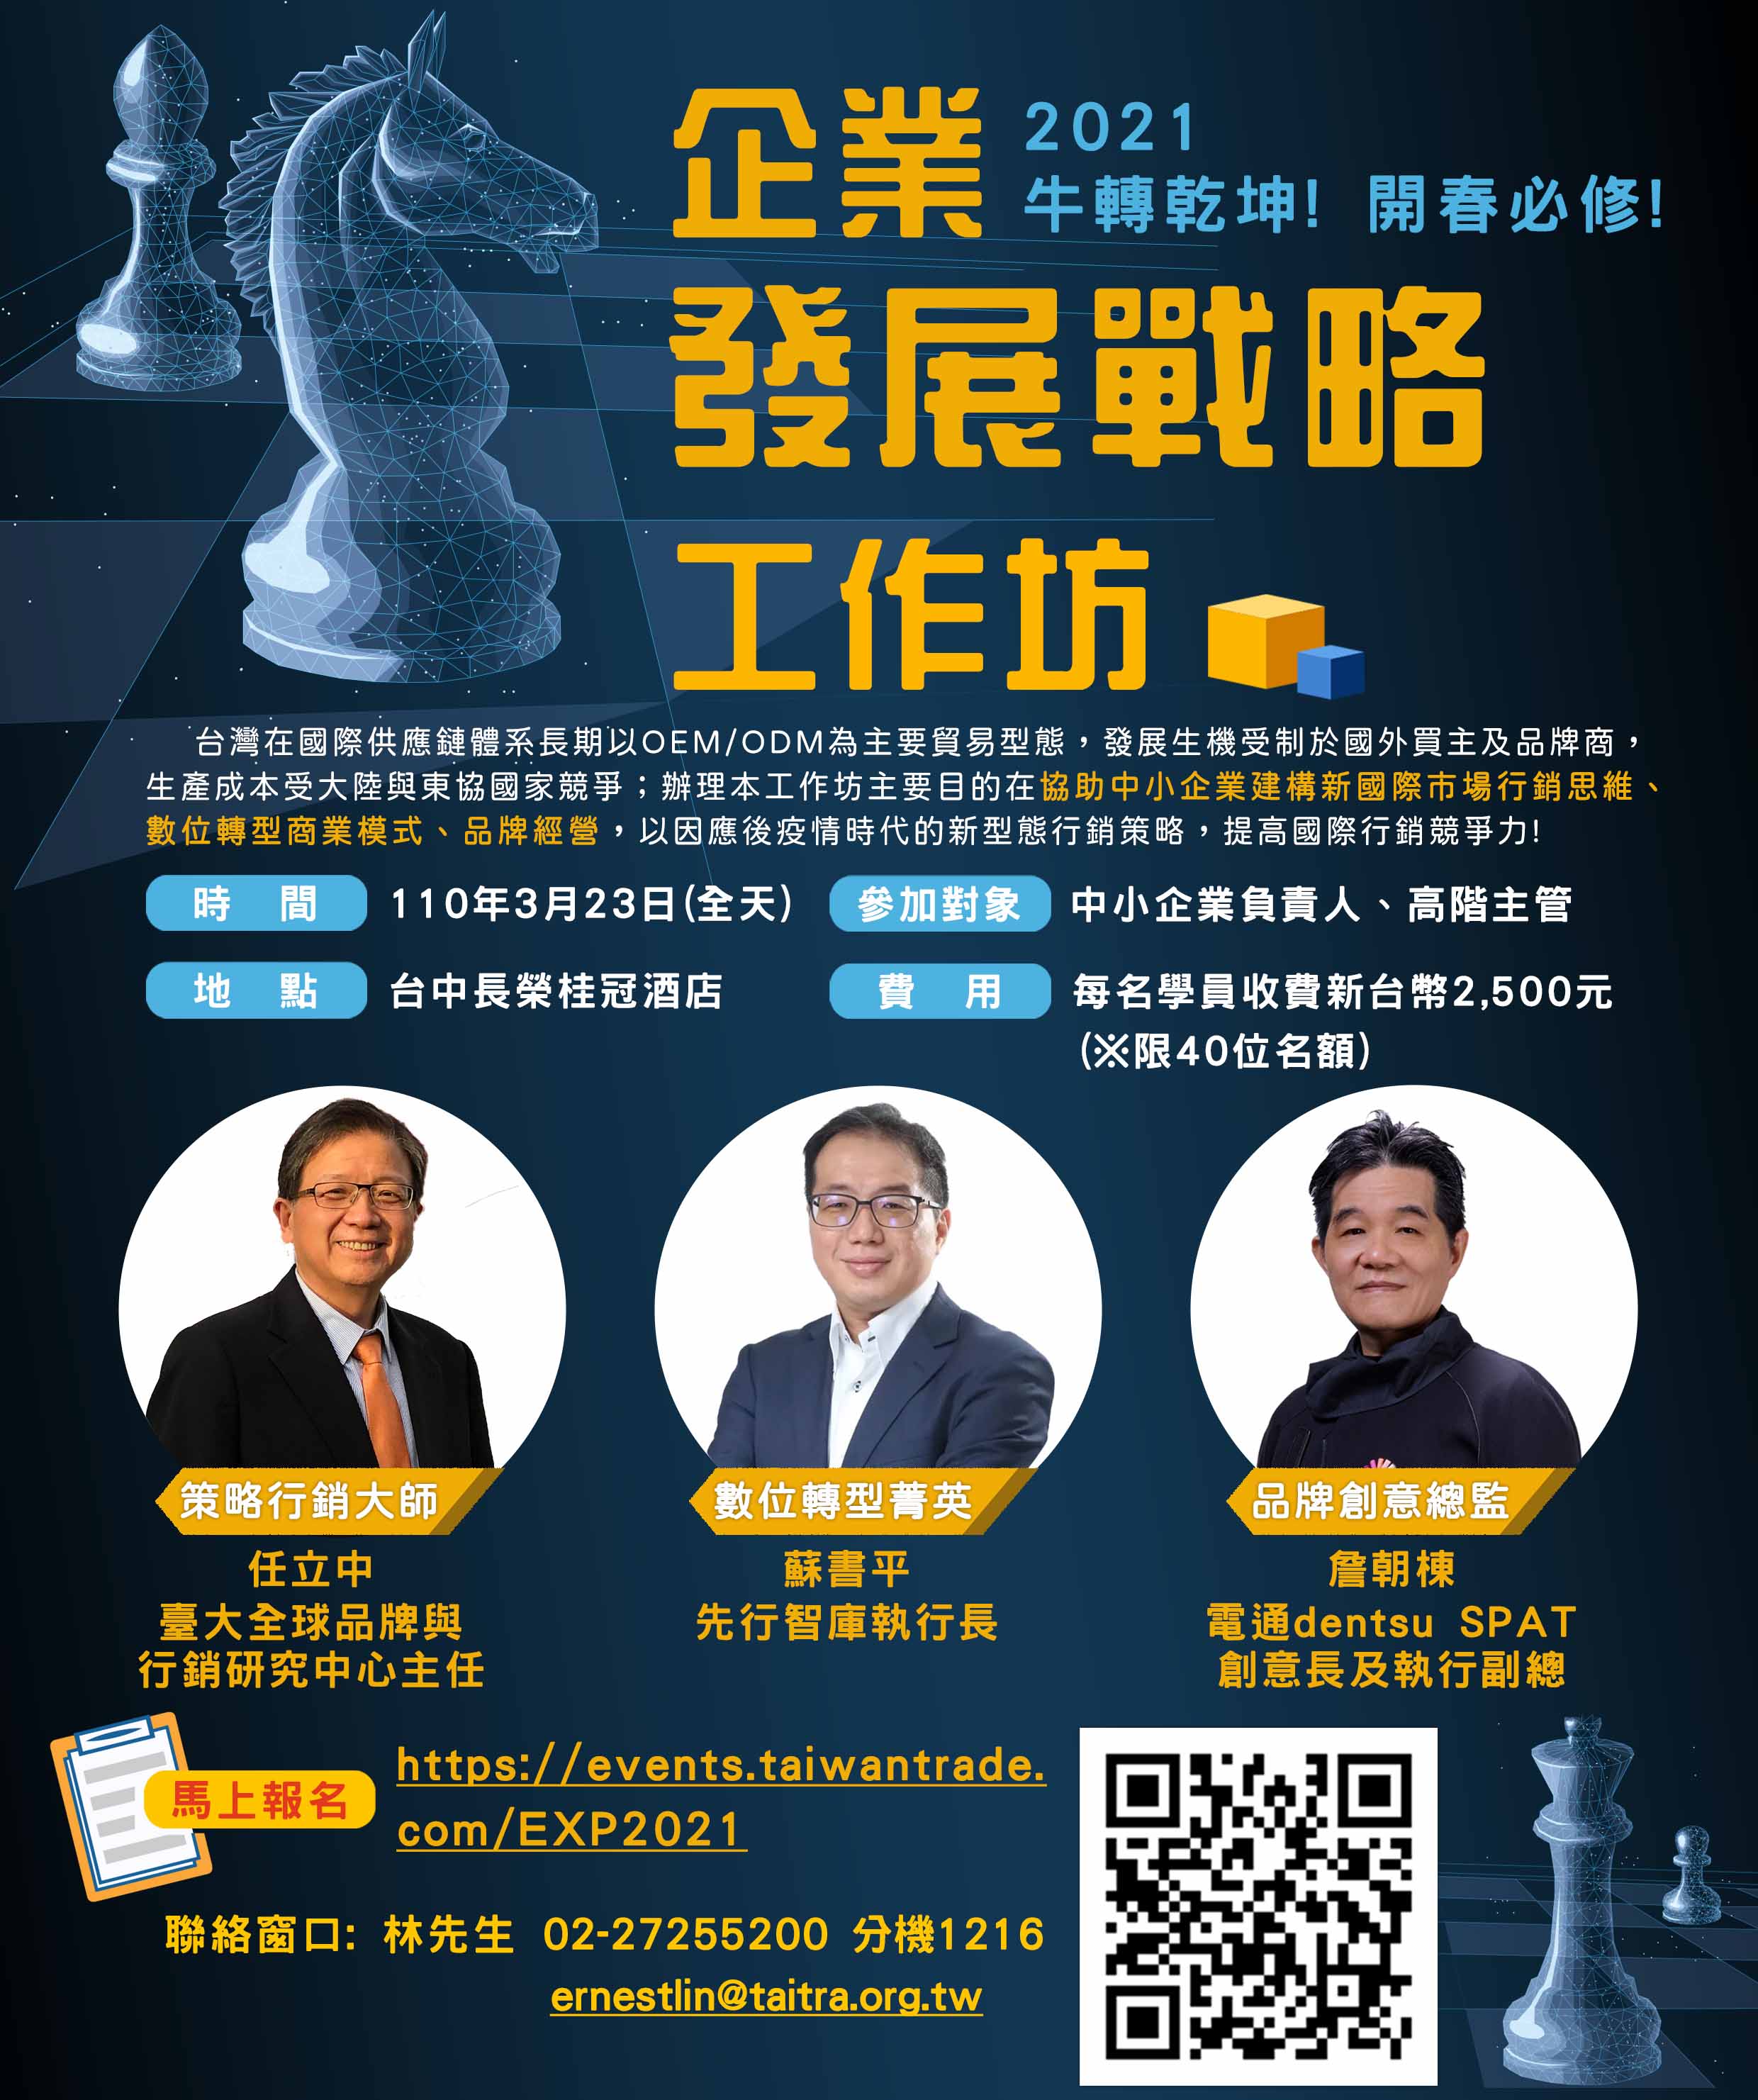 企業
2021
牛轉乾坤! 開春必修!
發展戰略
工作坊
台灣在國際供應鏈體系長期以OEM/ODM為主要貿易型態，發展生機受制於國外買主及品牌商，
生產成本受大陸與東協國家競爭；辦理本工作坊主要目的在協助中小企業建構新國際市場行銷思維、
數位轉型商業模式、品牌經營，以因應後疫情時代的新型態行銷策略，提高國際行銷競爭力!
時 間 110年3月23日(全天) 參加對象 中小企業負責人、高階主管
地 點 台中長榮桂冠酒店 費 用 每名學員收費新台幣2,500元
(※限40位名額)
策略行銷大師 數位轉型菁英 品牌創意總監
任立中 蘇書平 詹朝棟
臺大全球品牌與 先行智庫執行長 電通dentsu SPAT
行銷研究中心主任 創意長及執行副總
馬上報名
https://events.taiwantrade.
com/EXP2021
聯絡窗口: 林先生 02-27255200 分機1216
ernestlin@taitra.org.tw